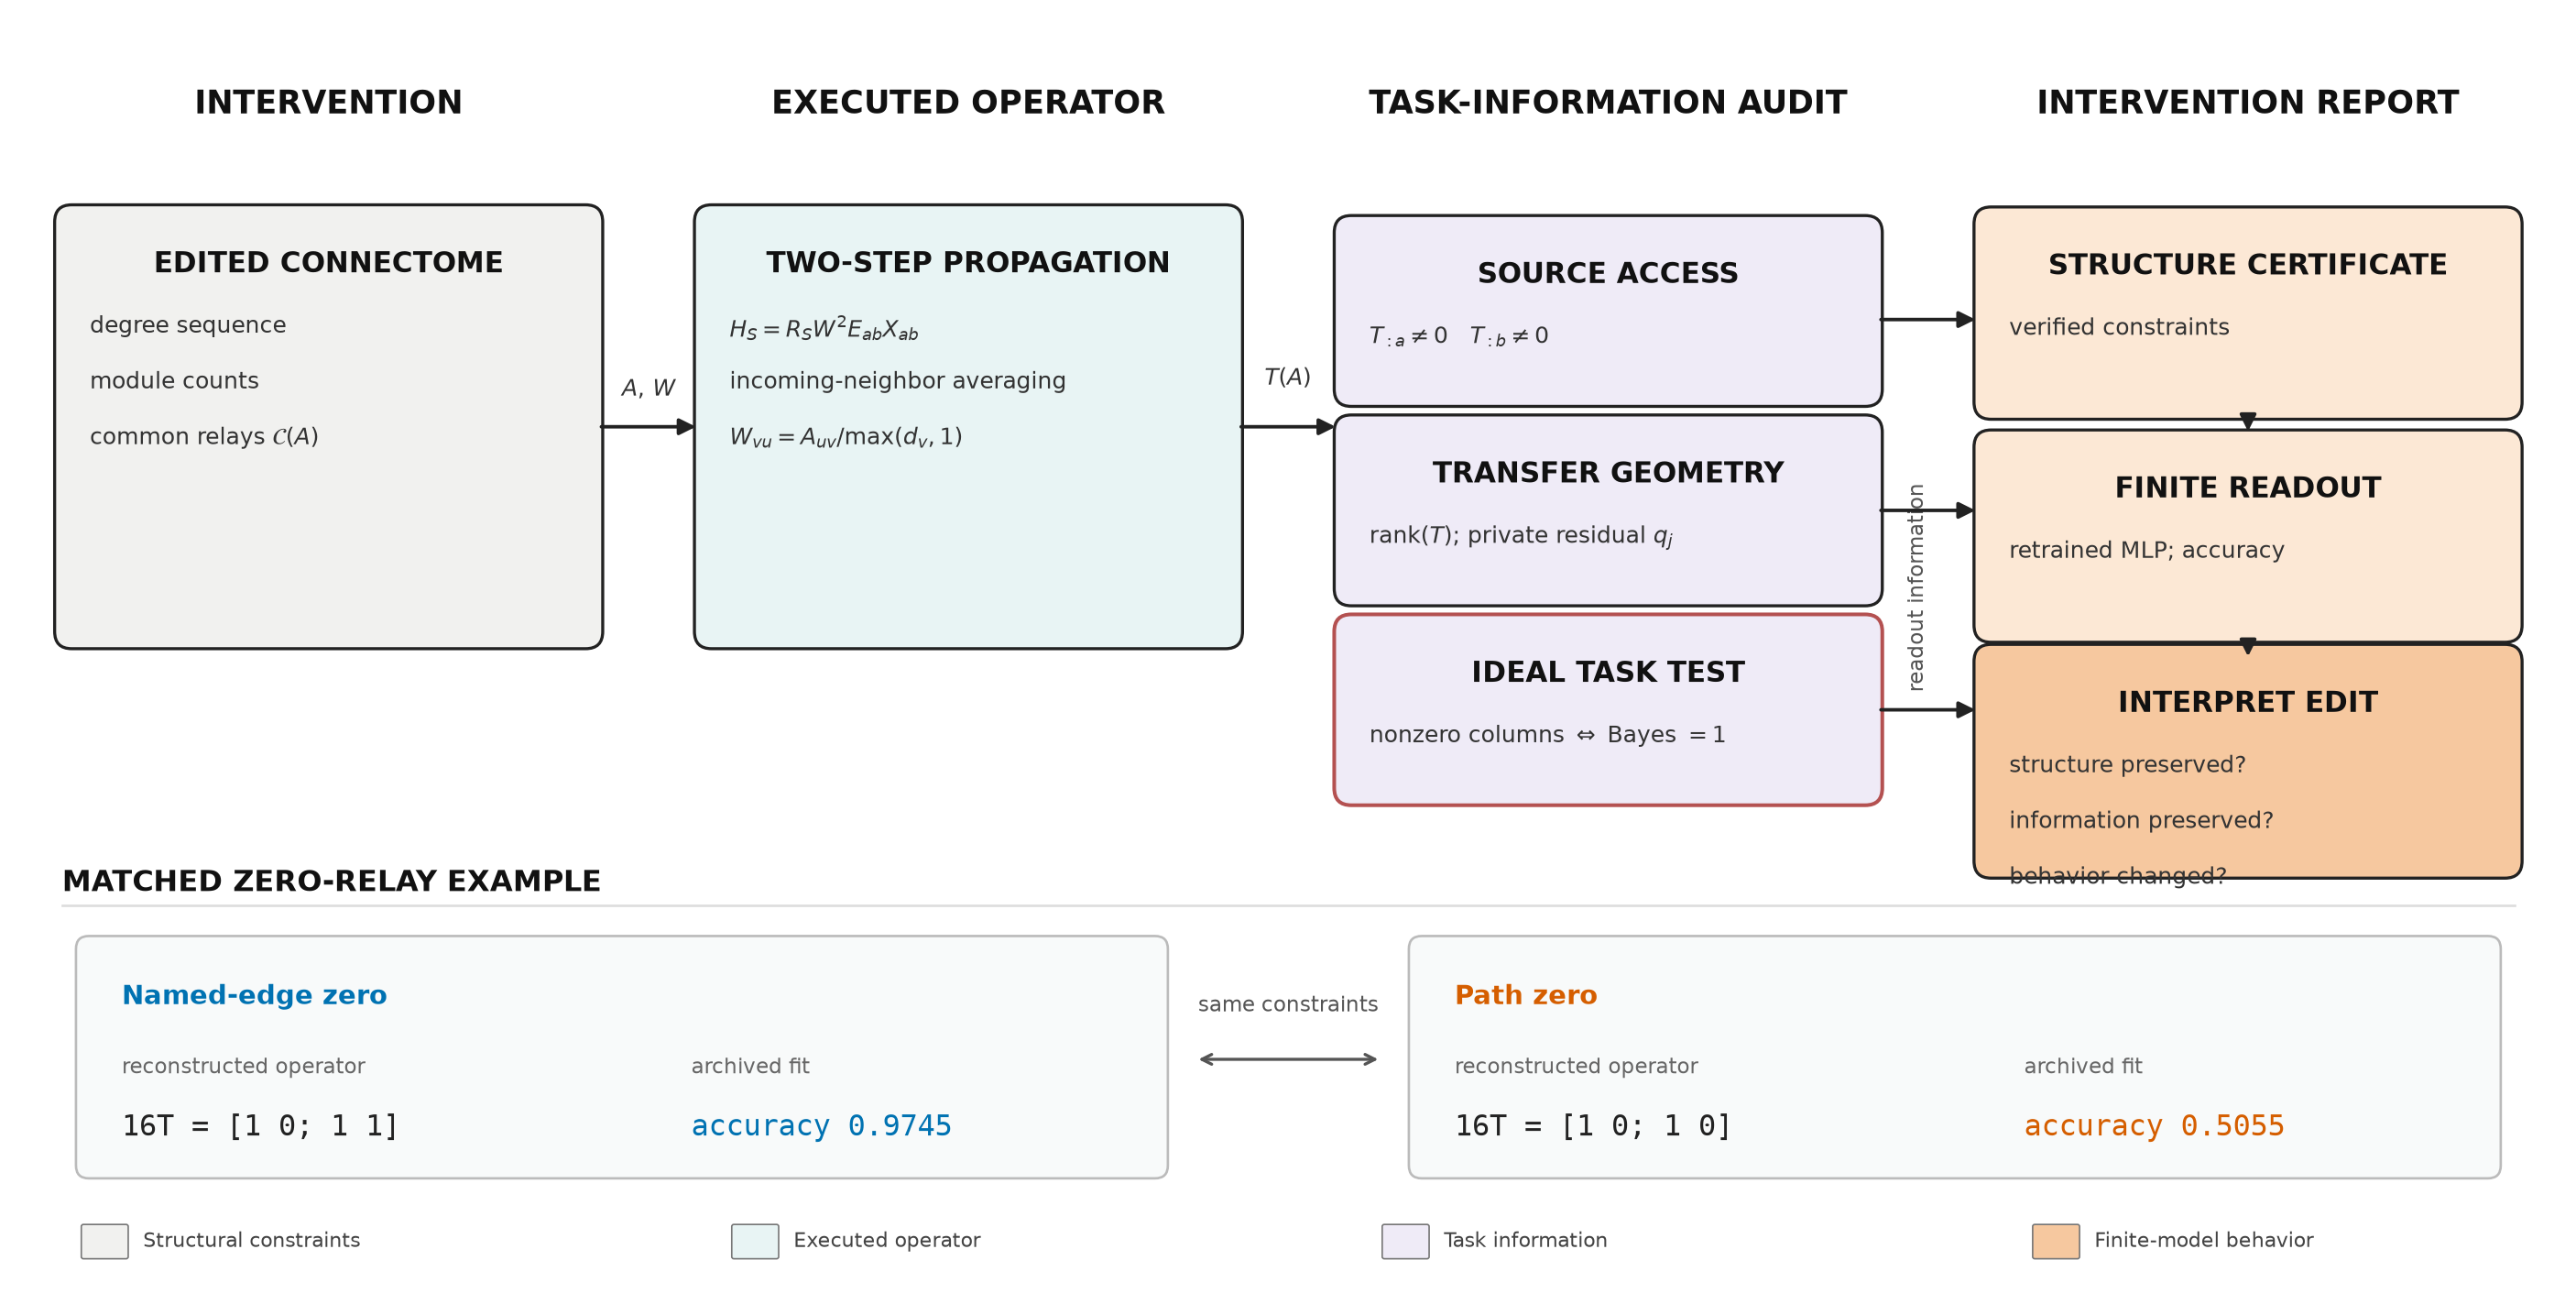 INTERVENTION
EXECUTED OPERATOR
TASK-INFORMATION AUDIT
INTERVENTION REPORT
EDITED CONNECTOME
degree sequence
module counts
common relays 𝒞(A)
A, W
TWO-STEP PROPAGATION
H_S = R_S W² E_ab X_ab
incoming-neighbor averaging
W_vu = A_uv/max(d_v, 1)
T(A)
SOURCE ACCESS
T_:a ≠ 0 T_:b ≠ 0
TRANSFER GEOMETRY
rank(T); private residual q_j
IDEAL TASK TEST
nonzero columns ⇔ Bayes = 1
readout information
STRUCTURE CERTIFICATE
verified constraints
FINITE READOUT
retrained MLP; accuracy
INTERPRET EDIT
structure preserved?
information preserved?
behavior changed?
MATCHED ZERO-RELAY EXAMPLE
Named-edge zero
reconstructed operator
archived fit
16T = [1 0; 1 1]
accuracy 0.9745
same constraints
Path zero
reconstructed operator
archived fit
16T = [1 0; 1 0]
accuracy 0.5055
Structural constraints
Executed operator
Task information
Finite-model behavior